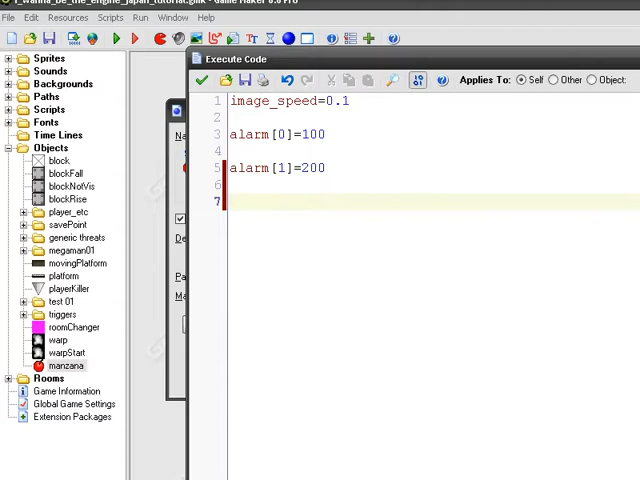 i_wanna_be_the_engine_japan_tutorial.gmk - Game Maker 8.0 Pro
Edit Resources Scripts Run Window Help
Execute Code
Applies To: Self Other Object:
Sprites
Sounds
Backgrounds
Paths
Scripts
Fonts
Time Lines
Objects
block
blockFall
blockNotVis
blockRise
player_etc
savePoint
generic threats
megaman01
movingPlatform
platform
playerKiller
test 01
triggers
roomChanger
warp
warpStart
manzana
Rooms
Game Information
Global Game Settings
Extension Packages
1 image_speed=0.1
2
3 alarm[0]=100
4
5 alarm[1]=200
6
7